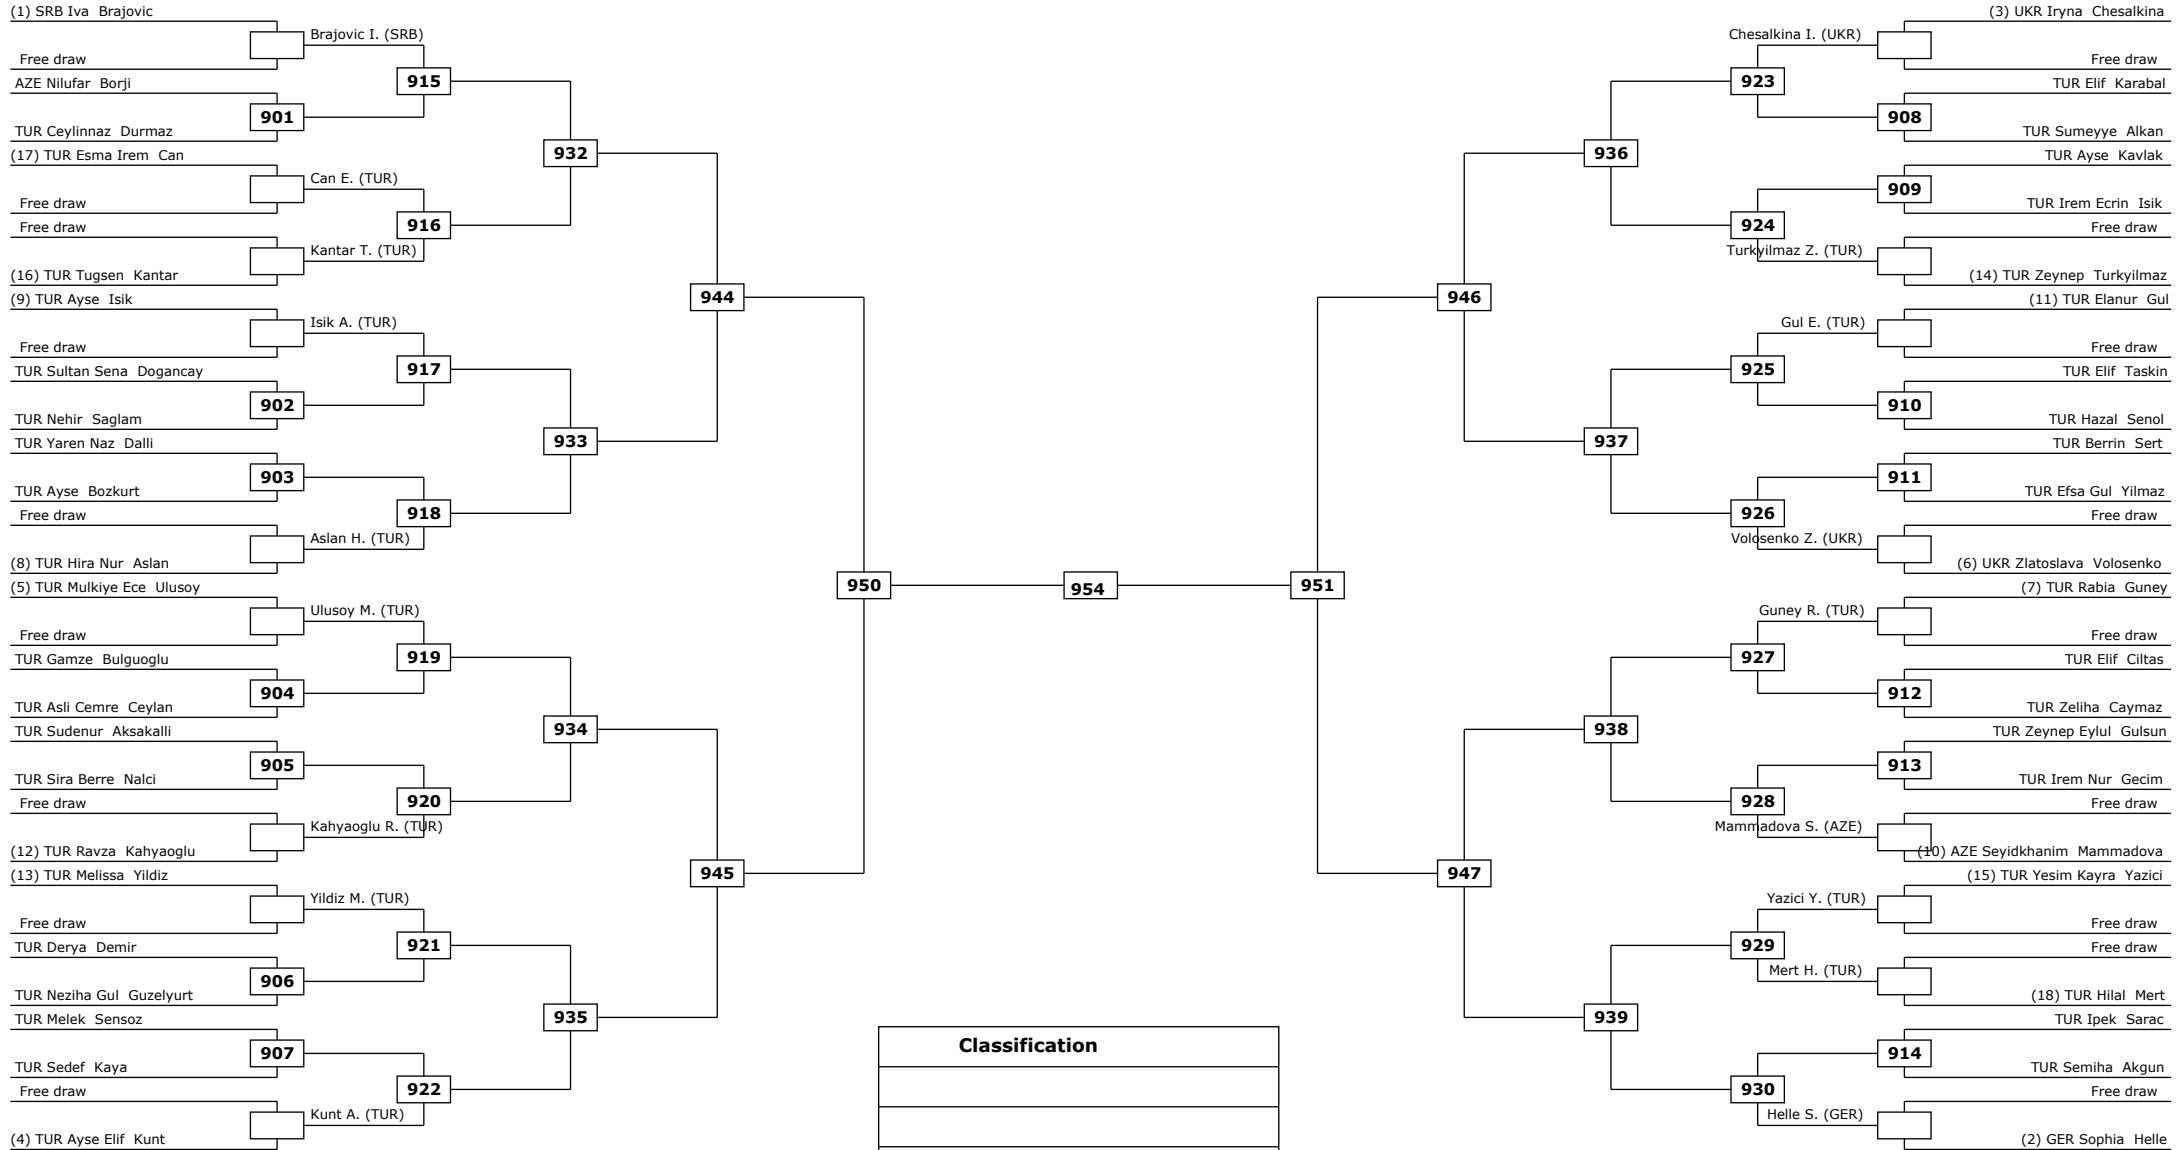 (1) SRB Iva Brajovic
Brajovic I. (SRB)
Free draw
915
AZE Nilufar Borji
901
TUR Ceylinnaz Durmaz
932
(17) TUR Esma Irem Can
Can E. (TUR)
Free draw
916
Free draw
Kantar T. (TUR)
(16) TUR Tugsen Kantar
944
(9) TUR Ayse Isik
Isik A. (TUR)
Free draw
917
TUR Sultan Sena Dogancay
902
TUR Nehir Saglam
933
TUR Yaren Naz Dalli
903
TUR Ayse Bozkurt
918
Free draw
Aslan H. (TUR)
(8) TUR Hira Nur Aslan
950
(5) TUR Mulkiye Ece Ulusoy
Ulusoy M. (TUR)
Free draw
919
TUR Gamze Bulguoglu
904
TUR Asli Cemre Ceylan
934
TUR Sudenur Aksakalli
905
TUR Sira Berre Nalci
920
Free draw
Kahyaoglu R. (TUR)
(12) TUR Ravza Kahyaoglu
945
(13) TUR Melissa Yildiz
Yildiz M. (TUR)
Free draw
921
TUR Derya Demir
906
TUR Neziha Gul Guzelyurt
935
TUR Melek Sensoz
907
TUR Sedef Kaya
922
Free draw
Kunt A. (TUR)
(4) TUR Ayse Elif Kunt
954
(3) UKR Iryna Chesalkina
Chesalkina I. (UKR)
Free draw
923
TUR Elif Karabal
908
TUR Sumeyye Alkan
936
TUR Ayse Kavlak
909
TUR Irem Ecrin Isik
924
Free draw
Turkyilmaz Z. (TUR)
(14) TUR Zeynep Turkyilmaz
946
(11) TUR Elanur Gul
Gul E. (TUR)
Free draw
925
TUR Elif Taskin
910
TUR Hazal Senol
937
TUR Berrin Sert
911
TUR Efsa Gul Yilmaz
926
Free draw
Volosenko Z. (UKR)
(6) UKR Zlatoslava Volosenko
951
(7) TUR Rabia Guney
Guney R. (TUR)
Free draw
927
TUR Elif Ciltas
912
TUR Zeliha Caymaz
938
TUR Zeynep Eylul Gulsun
913
TUR Irem Nur Gecim
928
Free draw
Mammadova S. (AZE)
(10) AZE Seyidkhanim Mammadova
947
(15) TUR Yesim Kayra Yazici
Yazici Y. (TUR)
Free draw
929
Free draw
Mert H. (TUR)
(18) TUR Hilal Mert
939
TUR Ipek Sarac
914
TUR Semiha Akgun
930
Free draw
Helle S. (GER)
(2) GER Sophia Helle
Classification